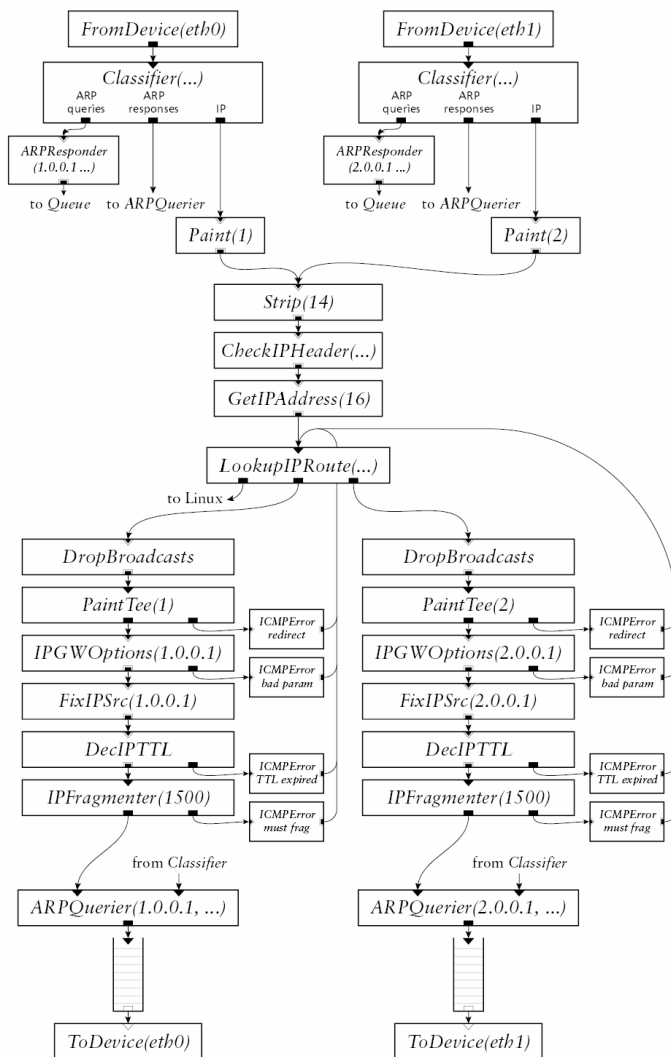 FromDevice(eth0)
FromDevice(eth1)
Classifier(...)
ARP queries
ARP responses
IP
Classifier(...)
ARP queries
ARP responses
IP
ARPResponder
(1.0.0.1 ...)
ARPResponder
(2.0.0.1 ...)
to Queue
to ARPQuerier
to Queue
to ARPQuerier
Paint(1)
Paint(2)
Strip(14)
CheckIPHeader(...)
GetIPAddress(16)
LookupIPRoute(...)
to Linux
DropBroadcasts
PaintTee(1)
ICMPError
redirect
IPGWOptions(1.0.0.1)
ICMPError
bad param
FixIPSrc(1.0.0.1)
DecIPTTL
ICMPError
TTL expired
IPFragmenter(1500)
ICMPError
must frag
from Classifier
ARPQuerier(1.0.0.1, ...)
ToDevice(eth0)
DropBroadcasts
PaintTee(2)
ICMPError
redirect
IPGWOptions(2.0.0.1)
ICMPError
bad param
FixIPSrc(2.0.0.1)
DecIPTTL
ICMPError
TTL expired
IPFragmenter(1500)
ICMPError
must frag
from Classifier
ARPQuerier(2.0.0.1, ...)
ToDevice(eth1)